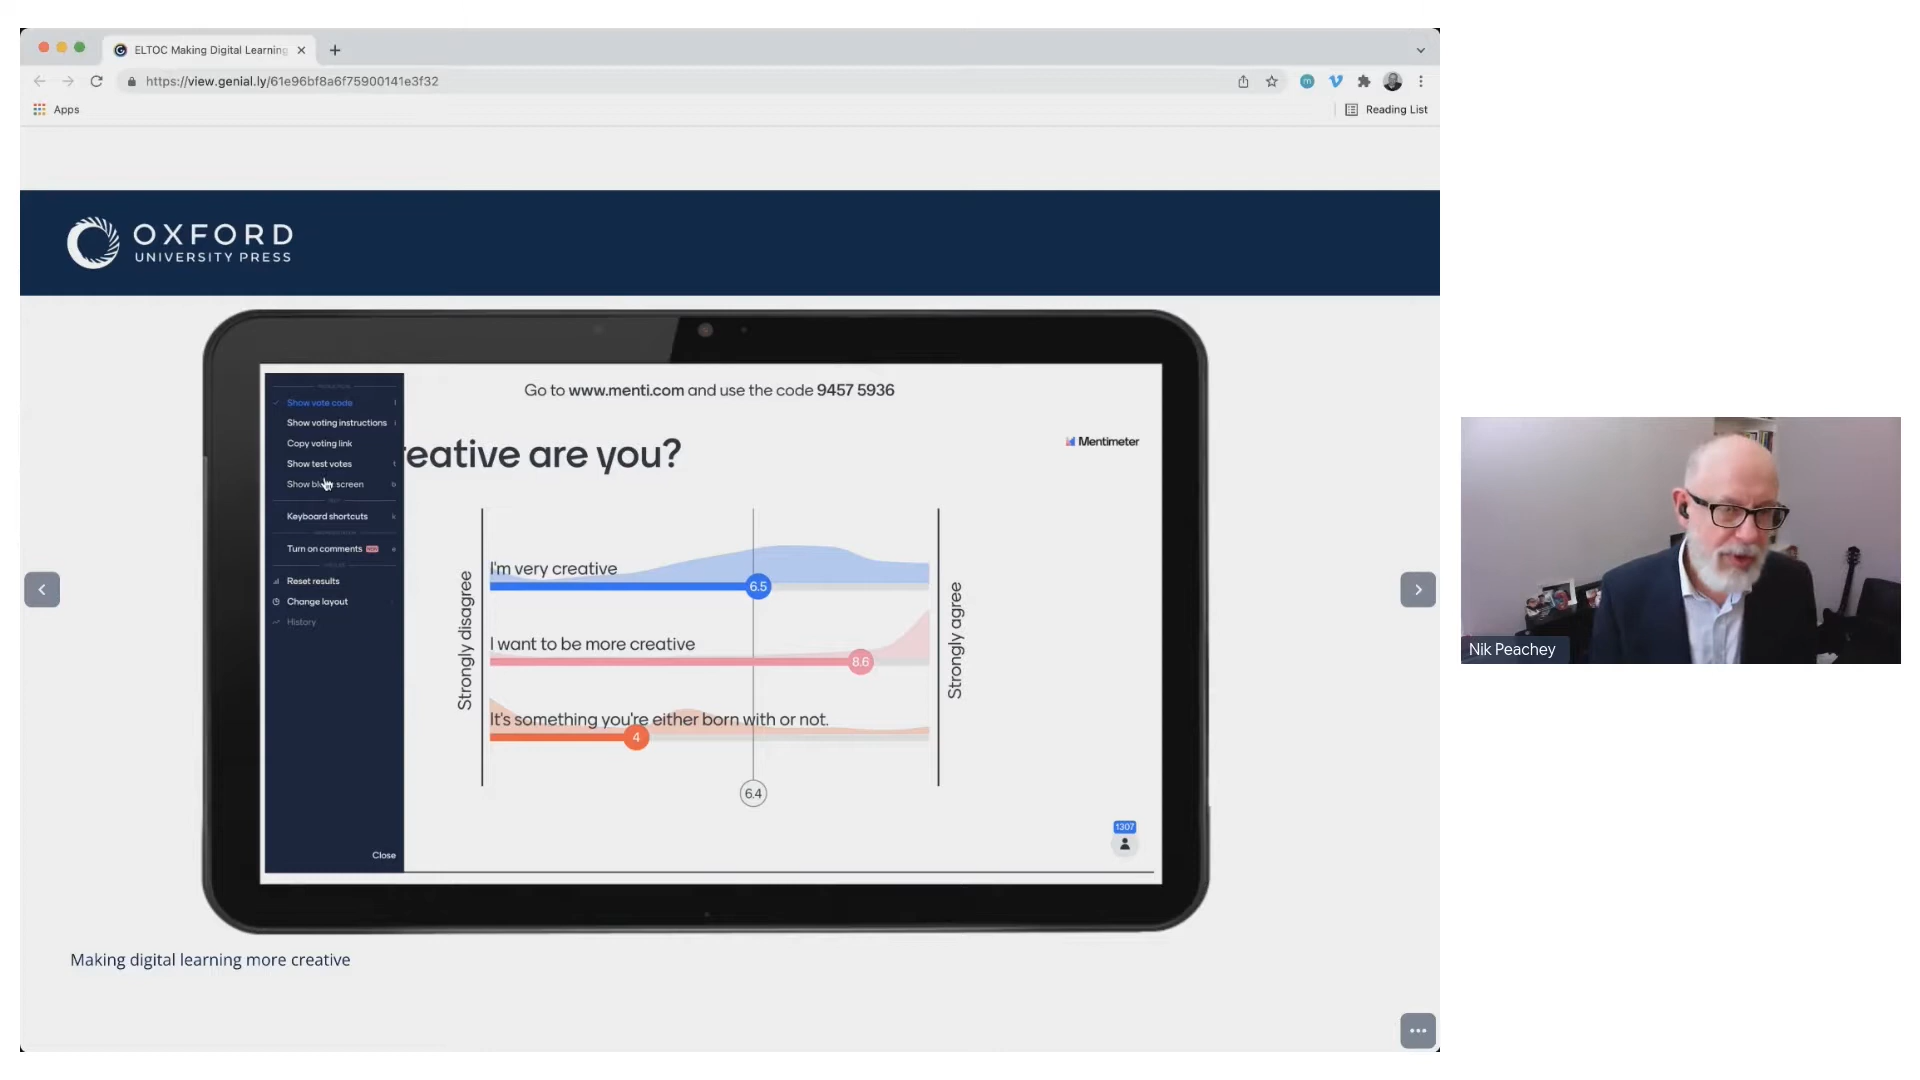 ELTOC Making Digital Learning
https://view.genial.ly/61e96bf8a6f75900141e3f32
Apps
Reading List
OXFORD
UNIVERSITY PRESS
Go to www.menti.com and use the code 9457 5936
reative are you?
Mentimeter
Show vote code
Show voting instructions
Copy voting link
Show test votes
Show screen
Keyboard shortcuts
Turn on comments NEW
Reset results
Change layout
History
Close
Strongly disagree
I'm very creative
6.5
I want to be more creative
8.6
It's something you're either born with or not.
4
6.4
Strongly agree
1307
Making digital learning more creative
Nik Peachey